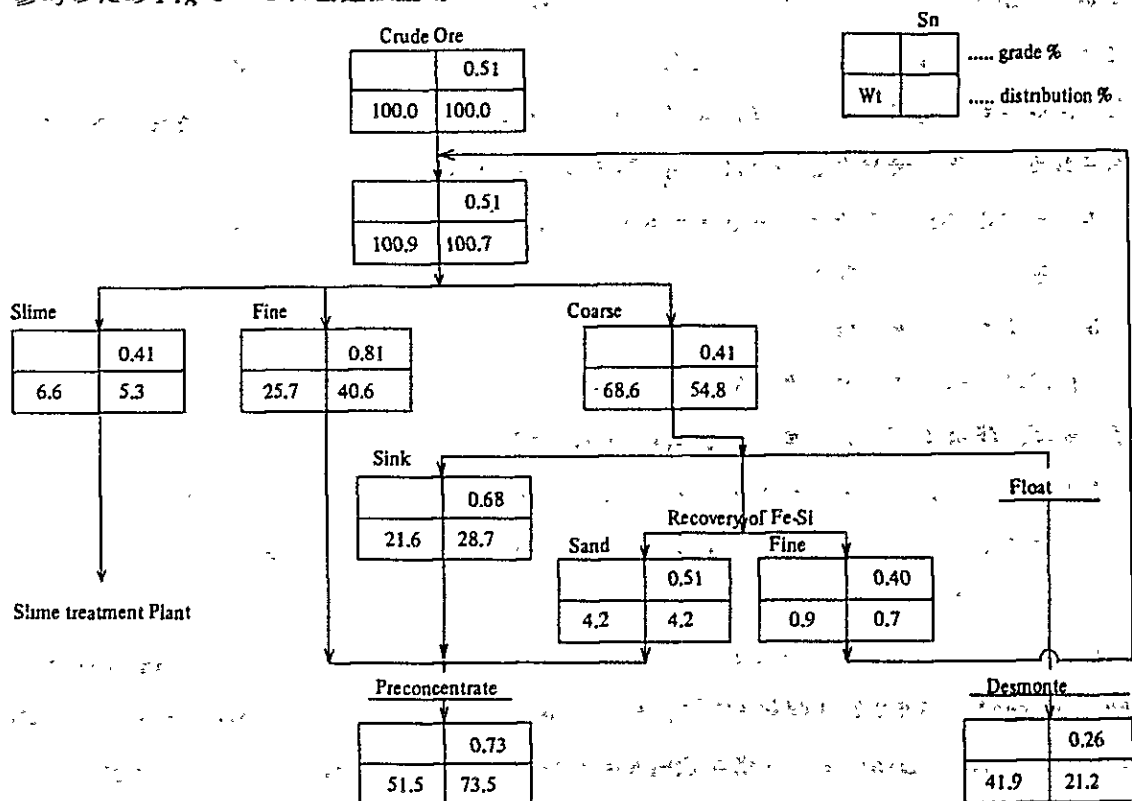 Crude Ore
0.51
100.0 100.0
Sn
..... grade %
Wt ..... distribution %
0.51
100.9 100.7
Slime
0.41
6.6 5.3
Fine
0.81
25.7 40.6
Coarse
0.41
68.6 54.8
Sink
0.68
21.6 28.7
Float
Recovery of Fe-Si
Sand
0.51
4.2 4.2
Fine
0.40
0.9 0.7
Slime treatment Plant
Preconcentrate
0.73
51.5 73.5
Desmonte
0.26
41.9 21.2